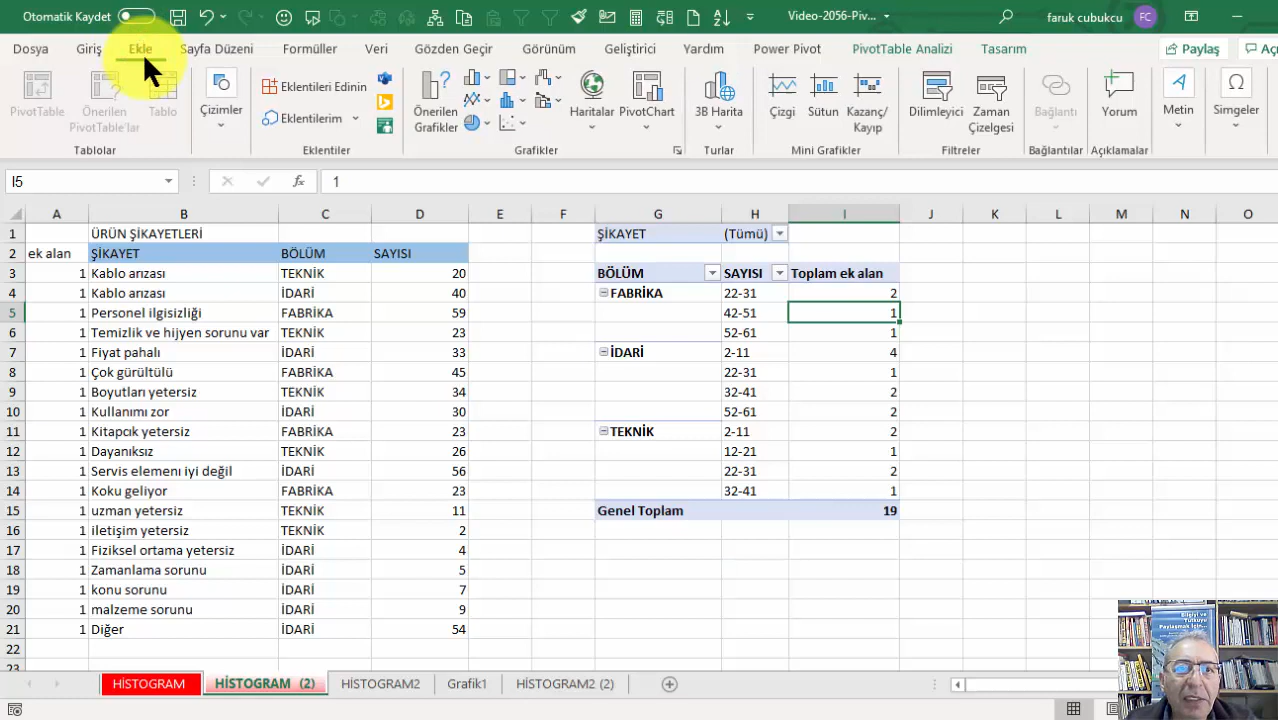 Otomatik Kaydet
Video-2056-Piv...
faruk cubukcu
FC
Dosya
Giriş
Ekle
Sayfa Düzeni
Formüller
Veri
Gözden Geçir
Görünüm
Geliştirici
Yardım
Power Pivot
PivotTable Analizi
Tasarım
Paylaş
Açı
PivotTable
Önerilen PivotTable'lar
Tablo
Çizimler
Eklentileri Edinin
Eklentilerim
Önerilen Grafikler
Haritalar
PivotChart
3B Harita
Çizgi
Sütun
Kazanç/ Kayıp
Dilimleyici
Zaman Çizelgesi
Bağlantı
Yorum
Metin
Simgeler
Tablolar
Eklentiler
Grafikler
Turlar
Mini Grafikler
Filtreler
Bağlantılar
Açıklamalar
I5
fx
1
A B C D E F G H I J K L M N O
1 ÜRÜN ŞİKAYETLERİ ŞİKAYET (Tümü)
2 ek alan ŞİKAYET BÖLÜM SAYISI
3 1 Kablo arızası TEKNİK 20 BÖLÜM SAYISI Toplam ek alan
4 1 Kablo arızası İDARİ 40 FABRİKA 22-31 2
5 1 Personel ilgisizliği FABRİKA 59 42-51 1
6 1 Temizlik ve hijyen sorunu var TEKNİK 23 52-61 1
7 1 Fiyat pahalı İDARİ 33 İDARİ 2-11 4
8 1 Çok gürültülü FABRİKA 45 22-31 1
9 1 Boyutları yetersiz TEKNİK 34 32-41 2
10 1 Kullanımı zor İDARİ 30 52-61 2
11 1 Kitapcık yetersiz FABRİKA 23 TEKNİK 2-11 2
12 1 Dayanıksız TEKNİK 26 12-21 1
13 1 Servis elemenı iyi değil İDARİ 56 22-31 2
14 1 Koku geliyor FABRİKA 23 32-41 1
15 1 uzman yetersiz TEKNİK 11 Genel Toplam 19
16 1 iletişim yetersiz TEKNİK 2
17 1 Fiziksel ortama yetersiz İDARİ 4
18 1 Zamanlama sorunu İDARİ 5
19 1 konu sorunu İDARİ 7
20 1 malzeme sorunu İDARİ 9
21 1 Diğer İDARİ 54
22
23
Bilgiyi ve
Tutkuyu
Paylaşmak
İçin...
HİSTOGRAM
HİSTOGRAM (2)
HİSTOGRAM2
Grafik1
HİSTOGRAM2 (2)